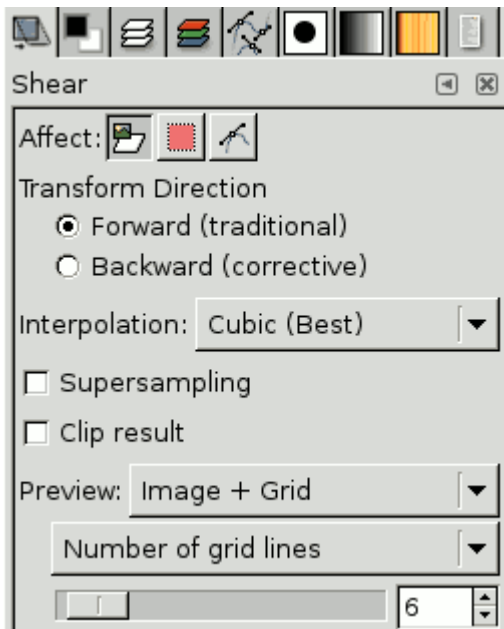 Shear
Affect:
Transform Direction
Forward (traditional)
Backward (corrective)
Interpolation: Cubic (Best)
Supersampling
Clip result
Preview: Image + Grid
Number of grid lines
6